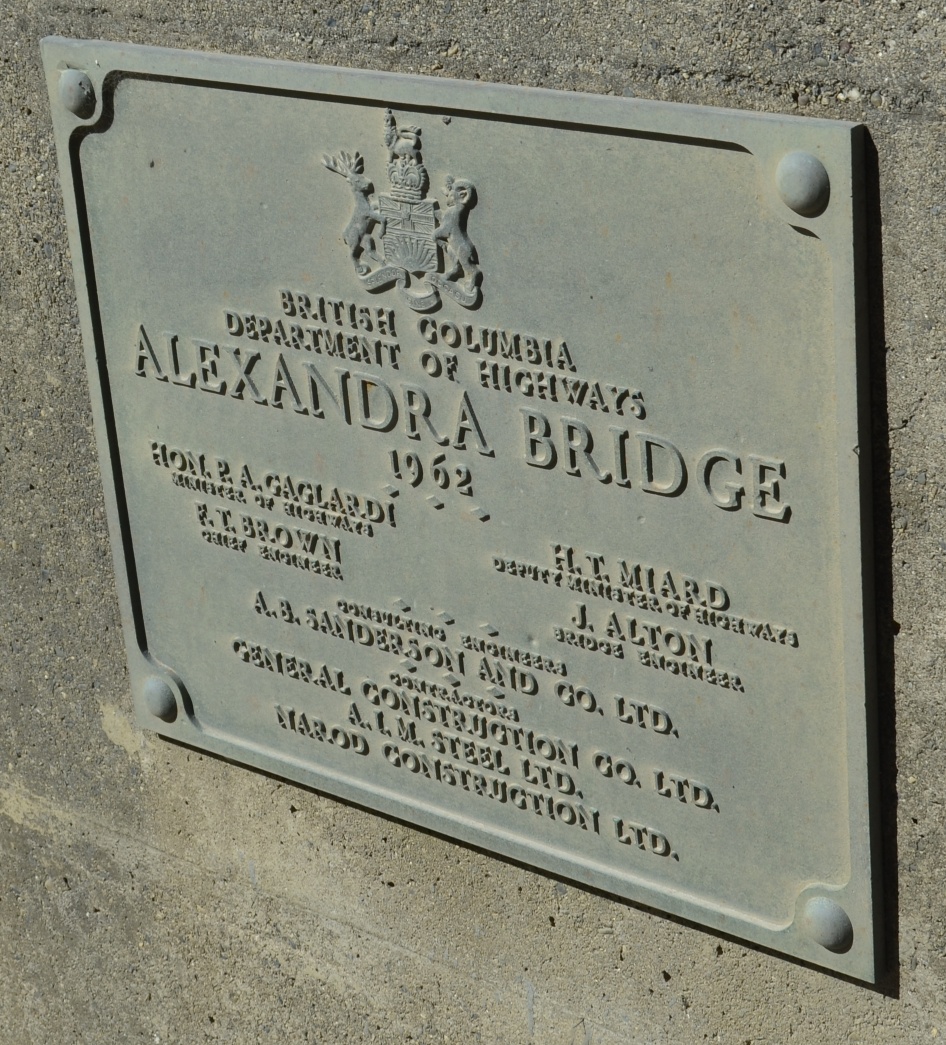 BRITISH COLUMBIA
DEPARTMENT OF HIGHWAYS
ALEXANDRA BRIDGE
1962
HON. P. A. GAGLARDI
MINISTER OF HIGHWAYS
F. T. BROWN
CHIEF ENGINEER
H. T. MIARD
DEPUTY MINISTER OF HIGHWAYS
J. ALTON
BRIDGE ENGINEER
CONSULTING ENGINEERS
A. B. SANDERSON AND CO. LTD.
CONTRACTORS
GENERAL CONSTRUCTION CO. LTD.
A. I. M. STEEL LTD.
NAROD CONSTRUCTION LTD.